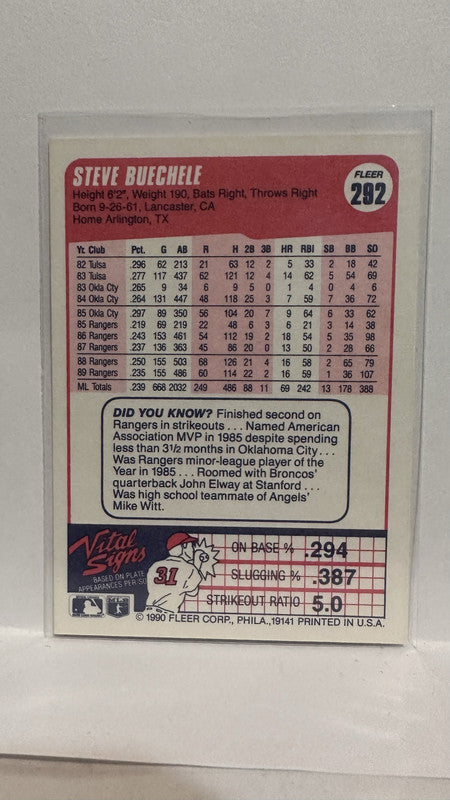 STEVE BUECHELE
FLEER
292
Height 6'2", Weight 190, Bats Right, Throws Right
Born 9-26-61, Lancaster, CA
Home Arlington, TX
Yr. Club Pct. G AB R H 2B 3B HR RBI SB BB SO
82 Tulsa .296 62 213 21 63 12 2 5 33 2 18 42
83 Tulsa .277 117 437 62 121 12 4 14 62 5 54 69
83 Okla Cty .265 9 34 6 9 5 0 1 4 0 4 6
84 Okla Cty .264 131 447 48 118 25 3 7 59 7 36 72
85 Okla Cty .297 89 350 56 104 20 7 9 64 6 33 62
85 Rangers .219 69 219 22 48 6 3 6 21 3 14 38
86 Rangers .243 153 461 54 112 19 2 18 54 5 35 98
87 Rangers .237 136 363 45 86 20 0 13 50 2 28 66
88 Rangers .250 155 503 68 126 21 4 16 58 2 65 79
89 Rangers .235 155 486 60 114 22 2 16 59 1 36 107
ML Totals .239 668 2032 249 486 88 11 69 242 13 178 388
DID YOU KNOW? Finished second on
Rangers in strikeouts . . . Named American
Association MVP in 1985 despite spending
less than 3½ months in Oklahoma City . . .
Was Rangers minor-league player of the
Year in 1985 . . . Roomed with Broncos'
quarterback John Elway at Stanford . . .
Was high school teammate of Angels'
Mike Witt.
Vital
Signs
BASED ON PLATE
APPEARANCES PER/SO
31
ON BASE % .294
SLUGGING % .387
STRIKEOUT RATIO 5.0
© 1990 FLEER CORP., PHILA., 19141 PRINTED IN U.S.A.